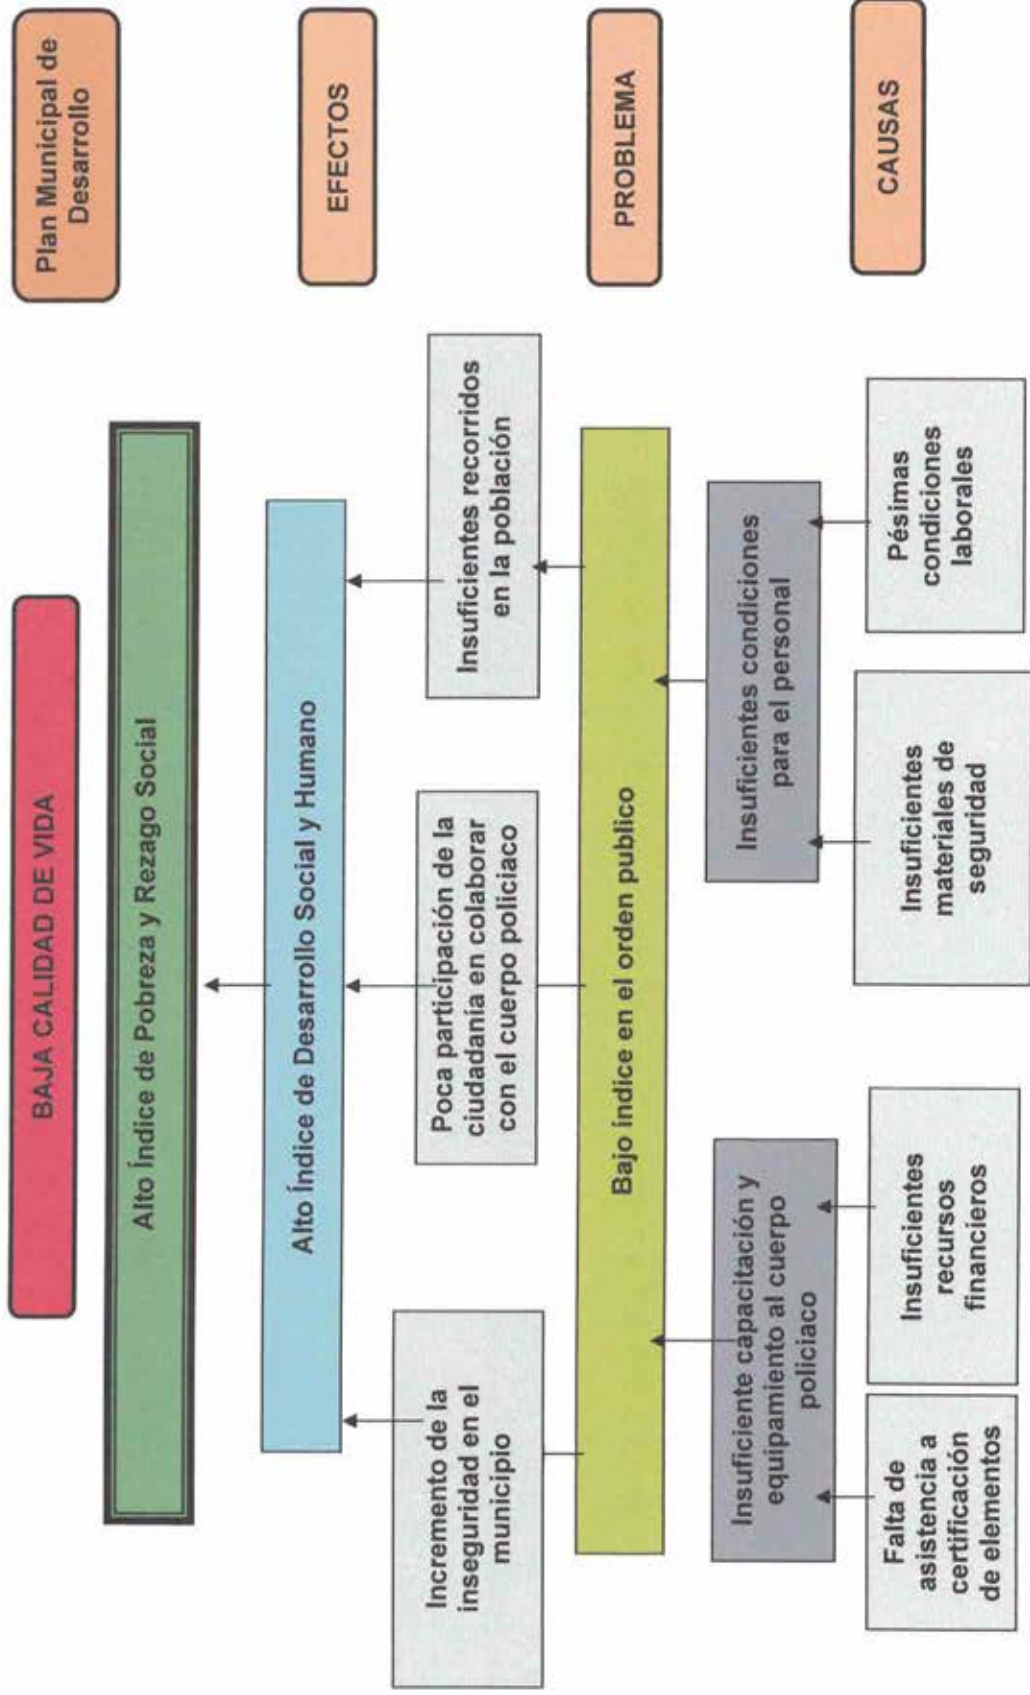 BAJA CALIDAD DE VIDA
Plan Municipal de
Desarrollo
Alto Índice de Pobreza y Rezago Social
Alto Índice de Desarrollo Social y Humano
EFECTOS
Incremento de la
inseguridad en el
municipio
Poca participación de la
ciudadanía en colaborar
con el cuerpo policiaco
Insuficientes recorridos
en la población
Bajo índice en el orden publico
PROBLEMA
Insuficiente capacitación y
equipamiento al cuerpo
policiaco
Insuficientes condiciones
para el personal
CAUSAS
Falta de
asistencia a
certificación
de elementos
Insuficientes
recursos
financieros
Insuficientes
materiales de
seguridad
Pésimas
condiciones
laborales